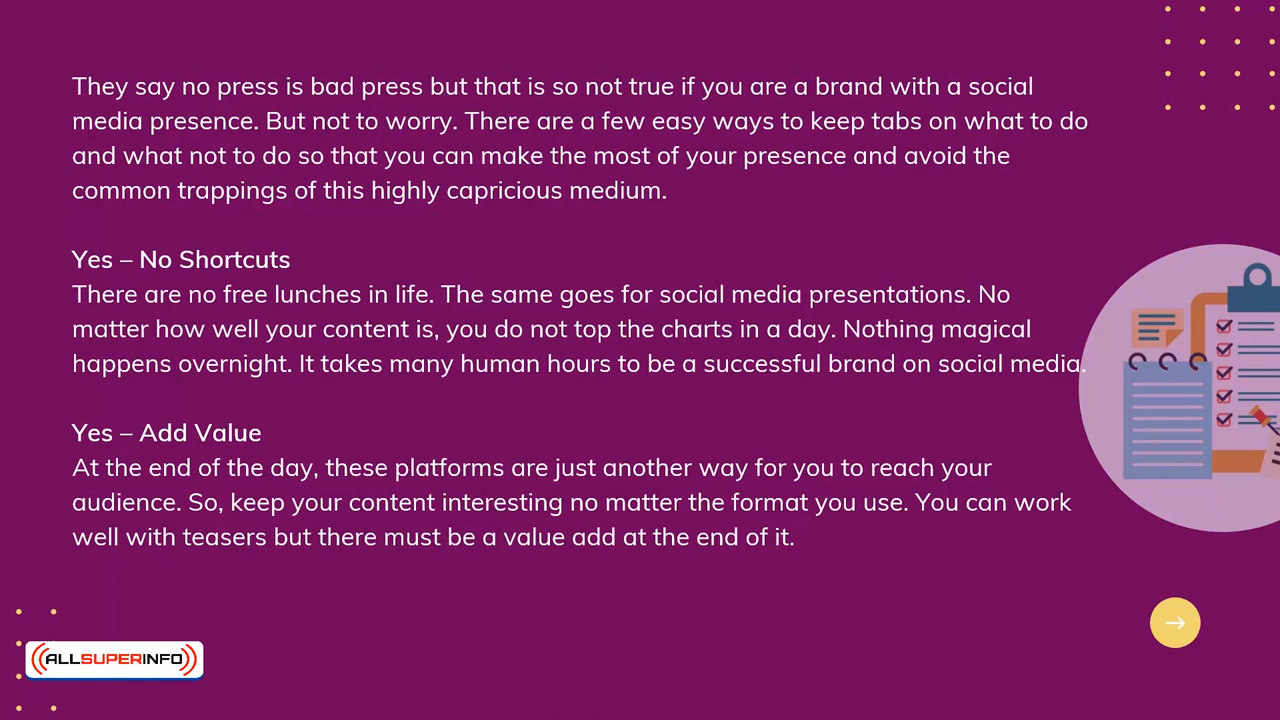 They say no press is bad press but that is so not true if you are a brand with a social
media presence. But not to worry. There are a few easy ways to keep tabs on what to do
and what not to do so that you can make the most of your presence and avoid the
common trappings of this highly capricious medium.
Yes – No Shortcuts
There are no free lunches in life. The same goes for social media presentations. No
matter how well your content is, you do not top the charts in a day. Nothing magical
happens overnight. It takes many human hours to be a successful brand on social media.
Yes – Add Value
At the end of the day, these platforms are just another way for you to reach your
audience. So, keep your content interesting no matter the format you use. You can work
well with teasers but there must be a value add at the end of it.
ALLSUPERINFO